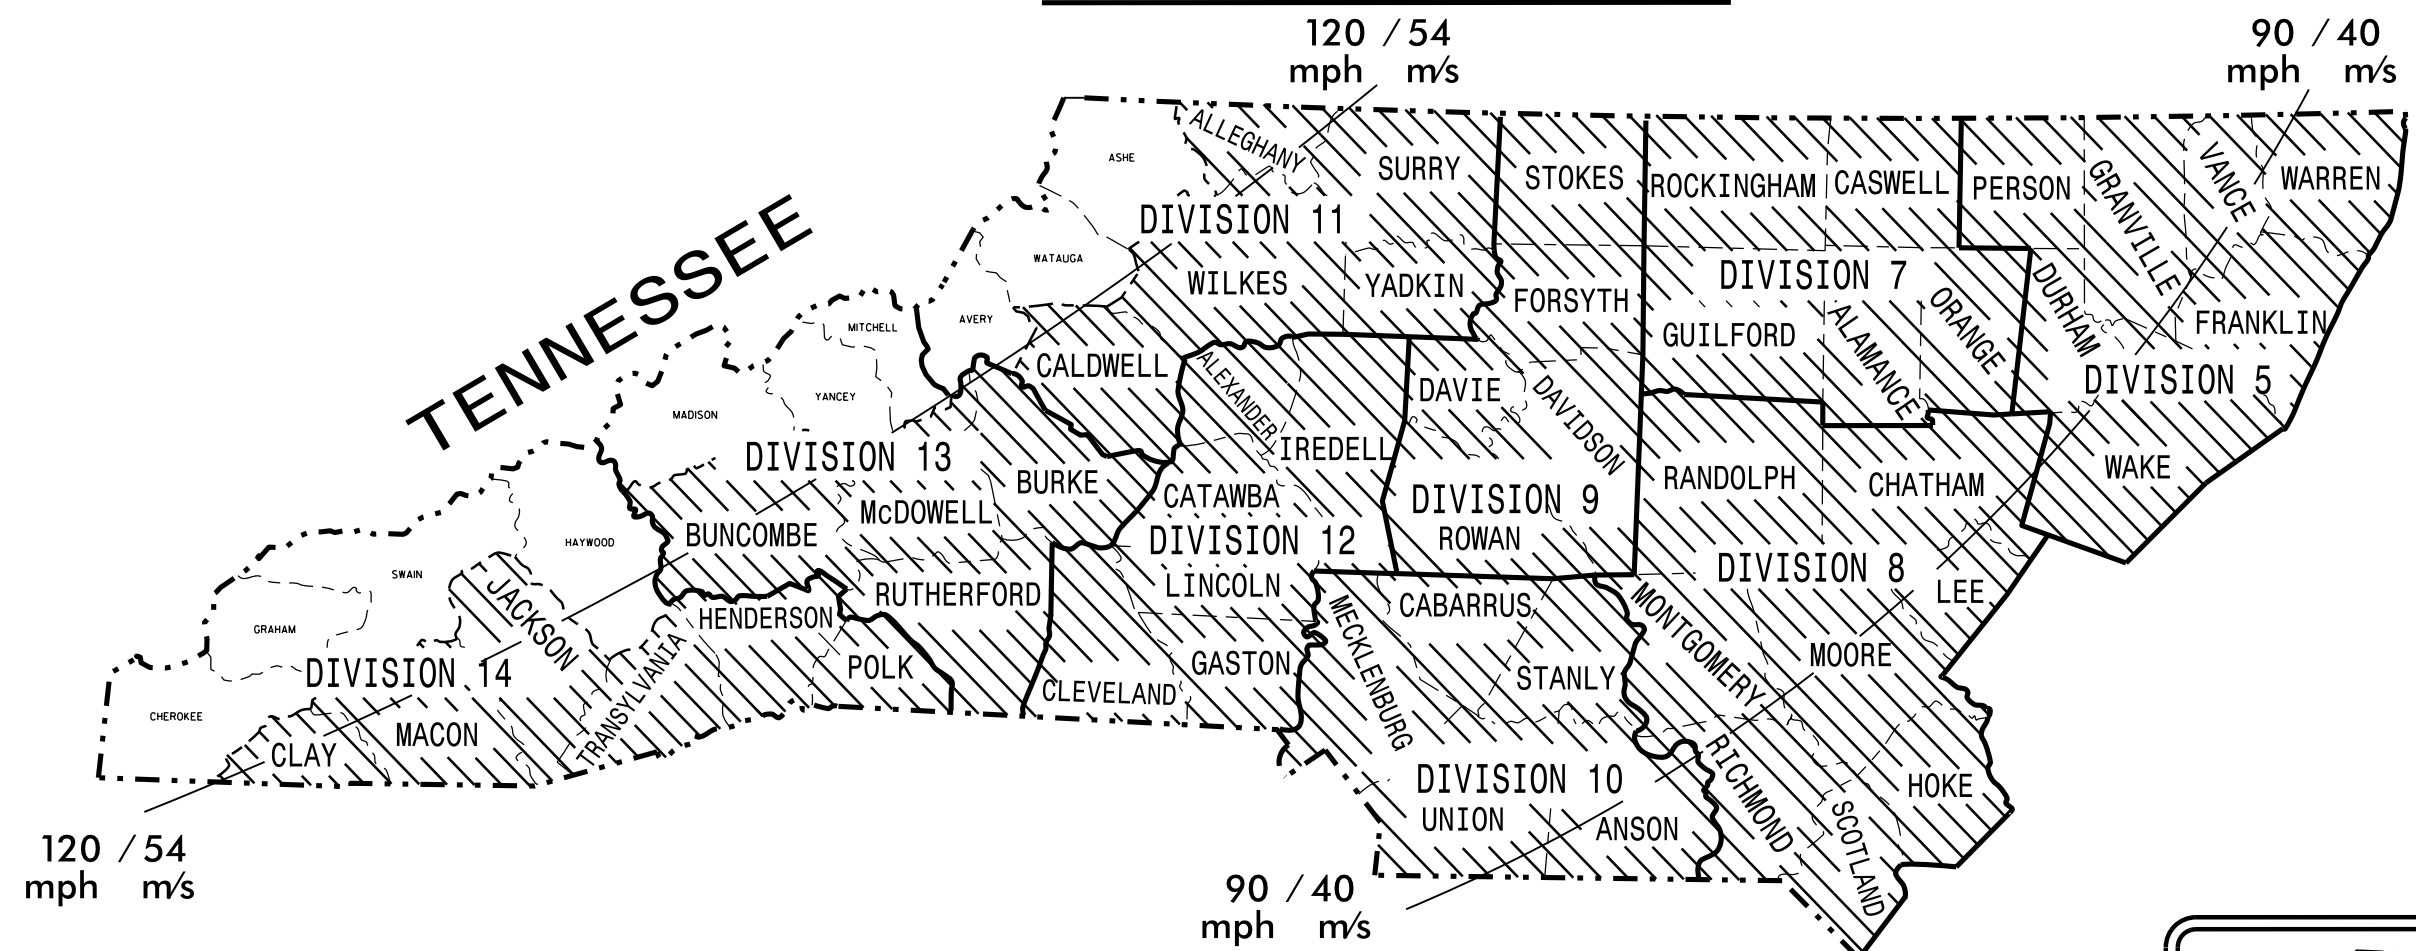 120 / 54
mph m/s
90 / 40
mph m/s
ALLEGHANY
ASHE
SURRY
STOKES
ROCKINGHAM
CASWELL
PERSON
GRANVILLE
VANCE
WARREN
DIVISION 11
TENNESSEE
WATAUGA
WILKES
YADKIN
FORSYTH
DIVISION 7
ORANGE
DURHAM
FRANKLIN
MITCHELL
AVERY
GUILFORD
ALAMANCE
CALDWELL
ALEXANDER
DAVIE
DAVIDSON
DIVISION 5
YANCEY
MADISON
DIVISION 13
IREDELL
BURKE
CATAWBA
DIVISION 9
RANDOLPH
CHATHAM
WAKE
McDOWELL
BUNCOMBE
HAYWOOD
DIVISION 12
ROWAN
SWAIN
JACKSON
DIVISION 8
LEE
LINCOLN
RUTHERFORD
CABARRUS
HENDERSON
GRAHAM
MECKLENBURG
MONTGOMERY
MOORE
DIVISION 14
TRANSYLVANIA
POLK
GASTON
STANLY
CLEVELAND
CHEROKEE
MACON
CLAY
RICHMOND
DIVISION 10
HOKE
UNION
ANSON
SCOTLAND
120 / 54
mph m/s
90 / 40
mph m/s